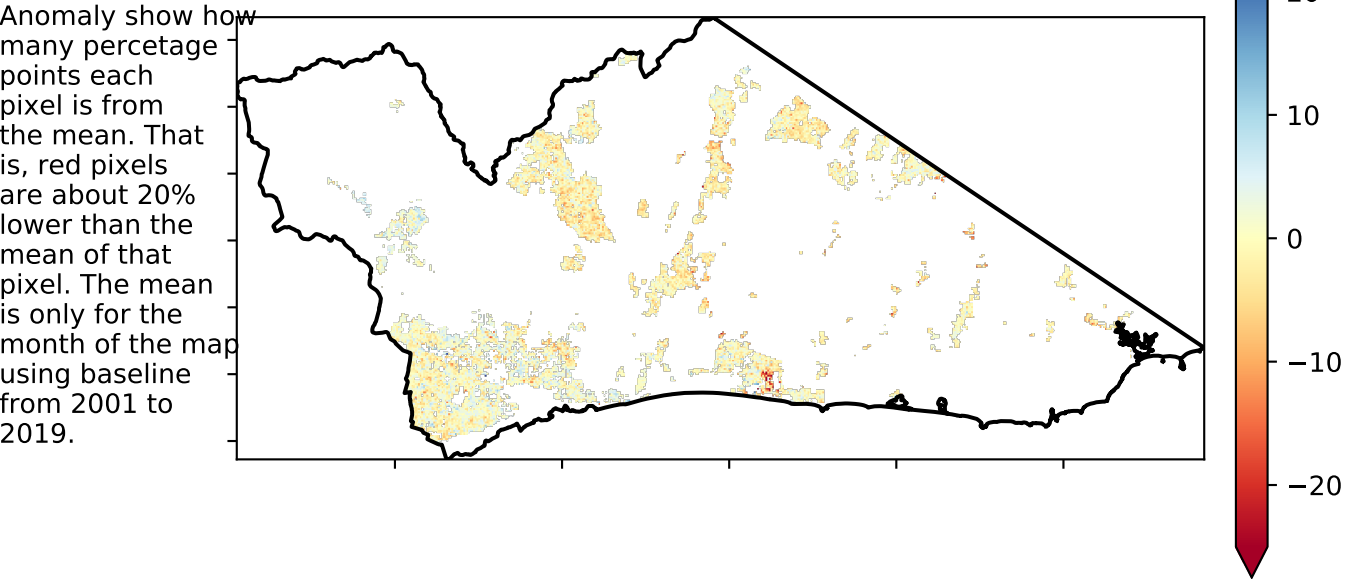 Anomaly show how
many percetage
points each
pixel is from
the mean. That
is, red pixels
are about 20%
lower than the
mean of that
pixel. The mean
is only for the
month of the map
using baseline
from 2001 to
2019.
10
0
−10
−20